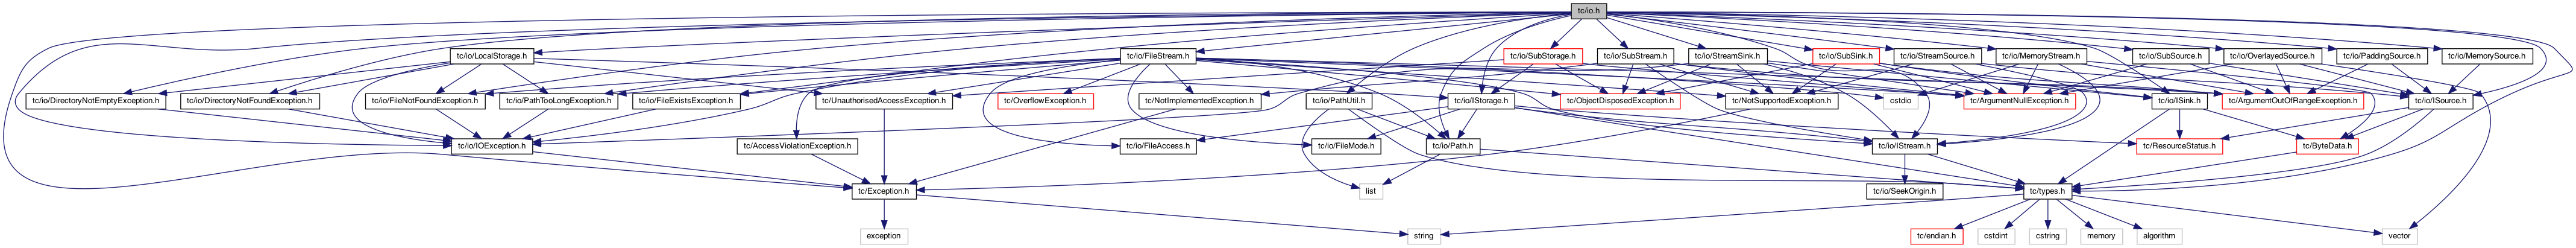 tc/io.h
tc/io/LocalStorage.h
tc/io/FileStream.h
tc/io/SubStorage.h
tc/io/SubStream.h
tc/io/StreamSink.h
tc/io/SubSink.h
tc/io/StreamSource.h
tc/io/MemoryStream.h
tc/io/SubSource.h
tc/io/OverlayedSource.h
tc/io/PaddingSource.h
tc/io/MemorySource.h
tc/io/DirectoryNotEmptyException.h
tc/io/DirectoryNotFoundException.h
tc/io/FileNotFoundException.h
tc/io/PathTooLongException.h
tc/io/FileExistsException.h
tc/UnauthorisedAccessException.h
tc/OverflowException.h
tc/NotImplementedException.h
tc/io/PathUtil.h
tc/io/IStorage.h
tc/ObjectDisposedException.h
tc/NotSupportedException.h
cstdio
tc/ArgumentNullException.h
tc/io/ISink.h
tc/ArgumentOutOfRangeException.h
tc/io/ISource.h
tc/io/IOException.h
tc/AccessViolationException.h
tc/io/FileAccess.h
tc/io/FileMode.h
tc/io/Path.h
tc/io/IStream.h
tc/ResourceStatus.h
tc/ByteData.h
tc/Exception.h
list
tc/io/SeekOrigin.h
tc/types.h
exception
string
tc/endian.h
cstdint
cstring
memory
algorithm
vector